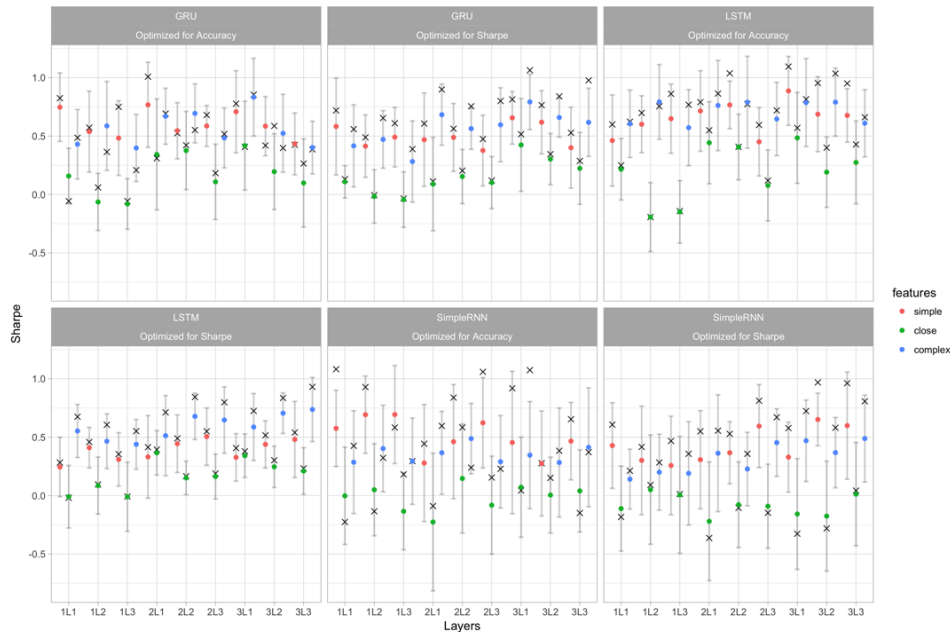 GRU
Optimized for Accuracy
GRU
Optimized for Sharpe
LSTM
Optimized for Accuracy
1.0
0.5
0.0
-0.5
Sharpe
LSTM
Optimized for Sharpe
SimpleRNN
Optimized for Accuracy
SimpleRNN
Optimized for Sharpe
1.0
0.5
0.0
-0.5
1L1 1L2 1L3 2L1 2L2 2L3 3L1 3L2 3L3
1L1 1L2 1L3 2L1 2L2 2L3 3L1 3L2 3L3
1L1 1L2 1L3 2L1 2L2 2L3 3L1 3L2 3L3
Layers
features
simple
close
complex